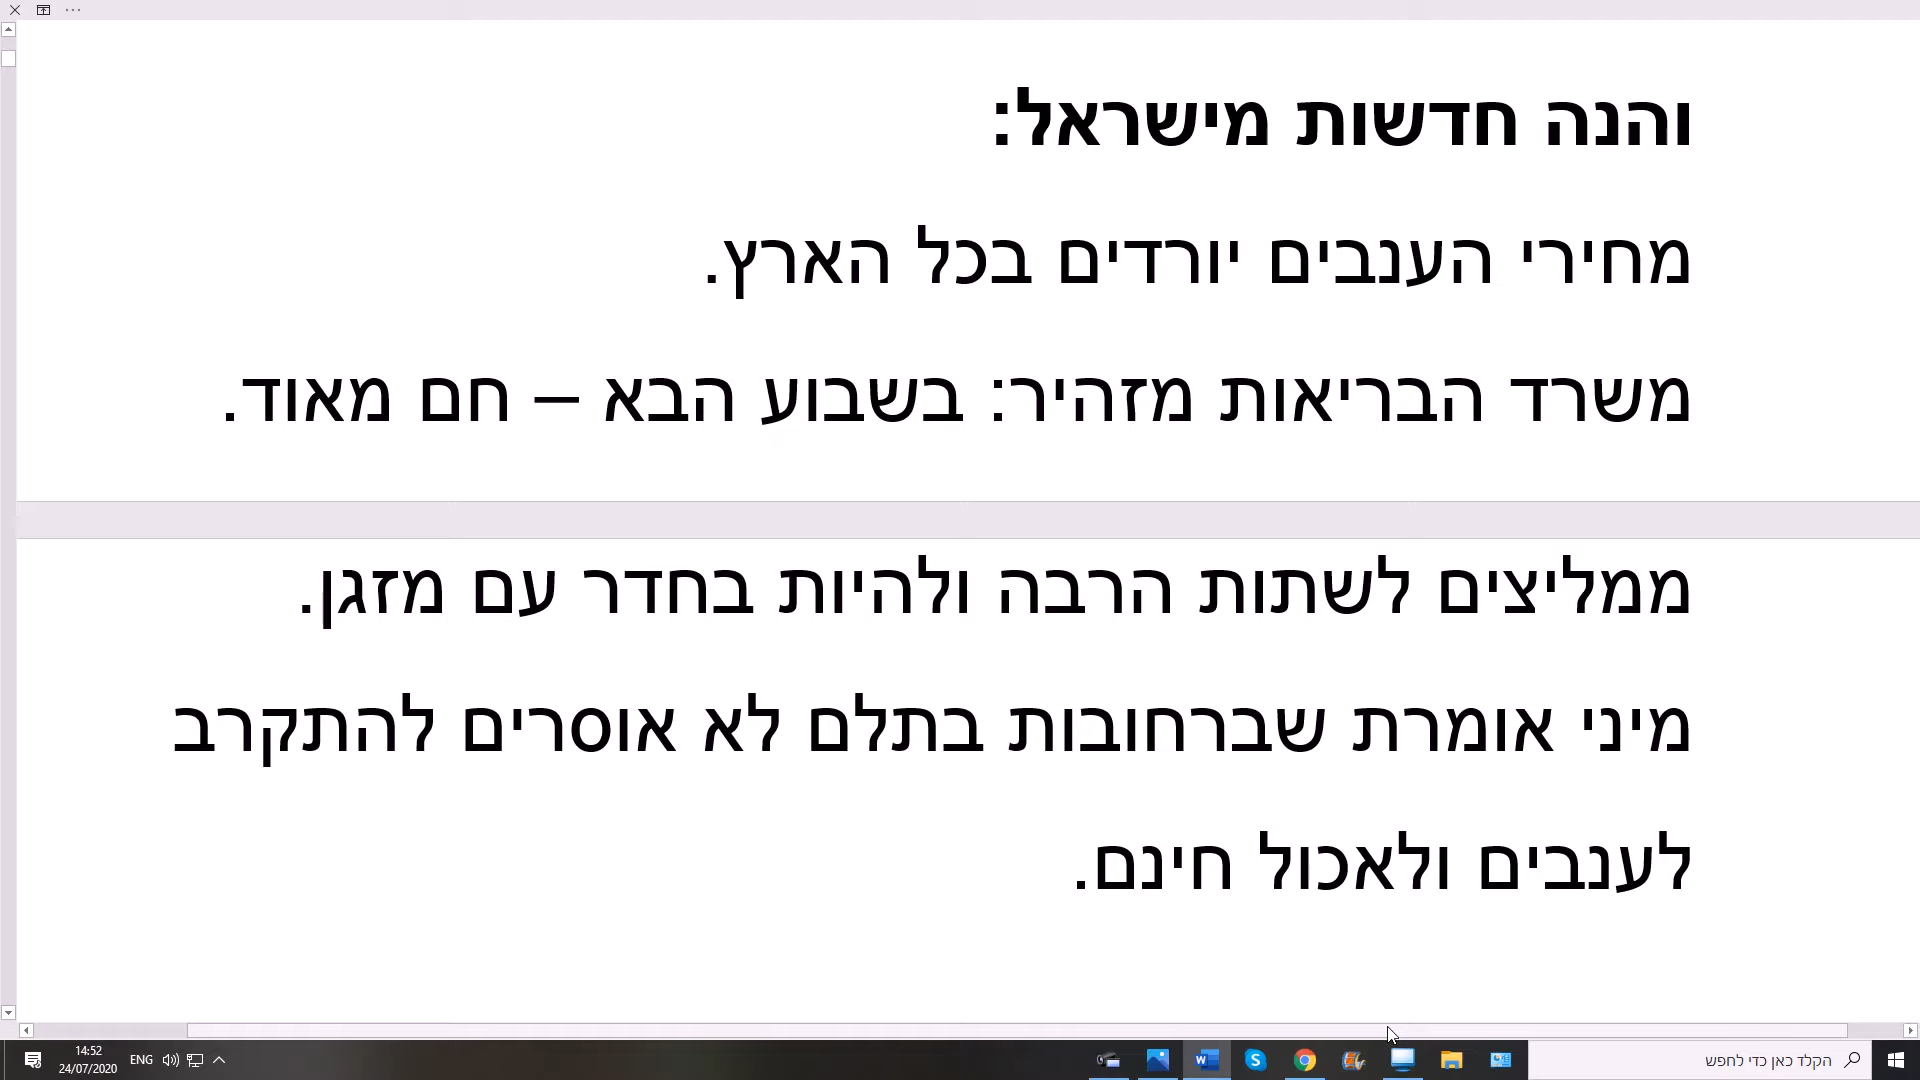 והנה חדשות מישראל:
מחירי הענבים יורדים בכל הארץ.
משרד הבריאות מזהיר: בשבוע הבא – חם מאוד.
ממליצים לשתות הרבה ולהיות בחדר עם מזגן.
מיני אומרת שברחובות בתלם לא אוסרים להתקרב
לענבים ולאכול חינם.
14:52
24/07/2020
ENG
הקלד כאן כדי לחפש